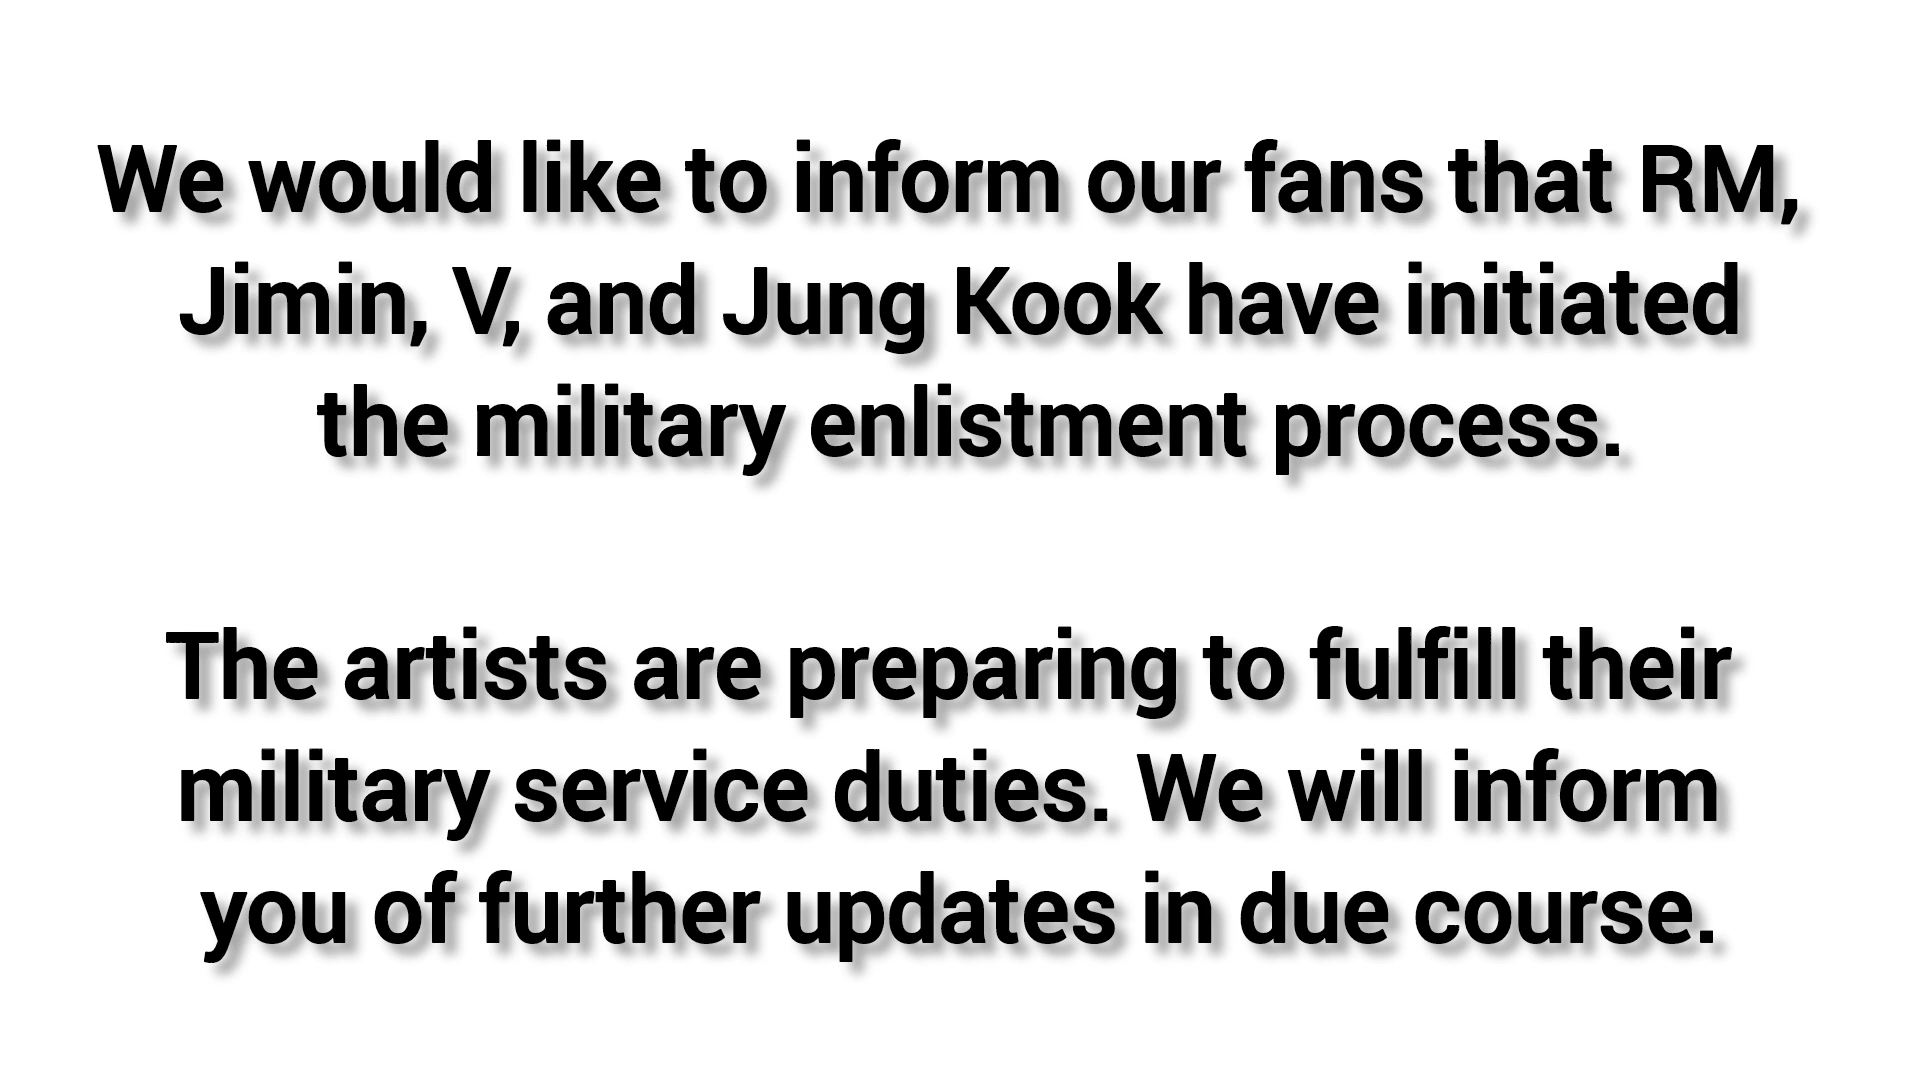 We would like to inform our fans that RM,
Jimin, V, and Jung Kook have initiated
the military enlistment process.
The artists are preparing to fulfill their
military service duties. We will inform
you of further updates in due course.